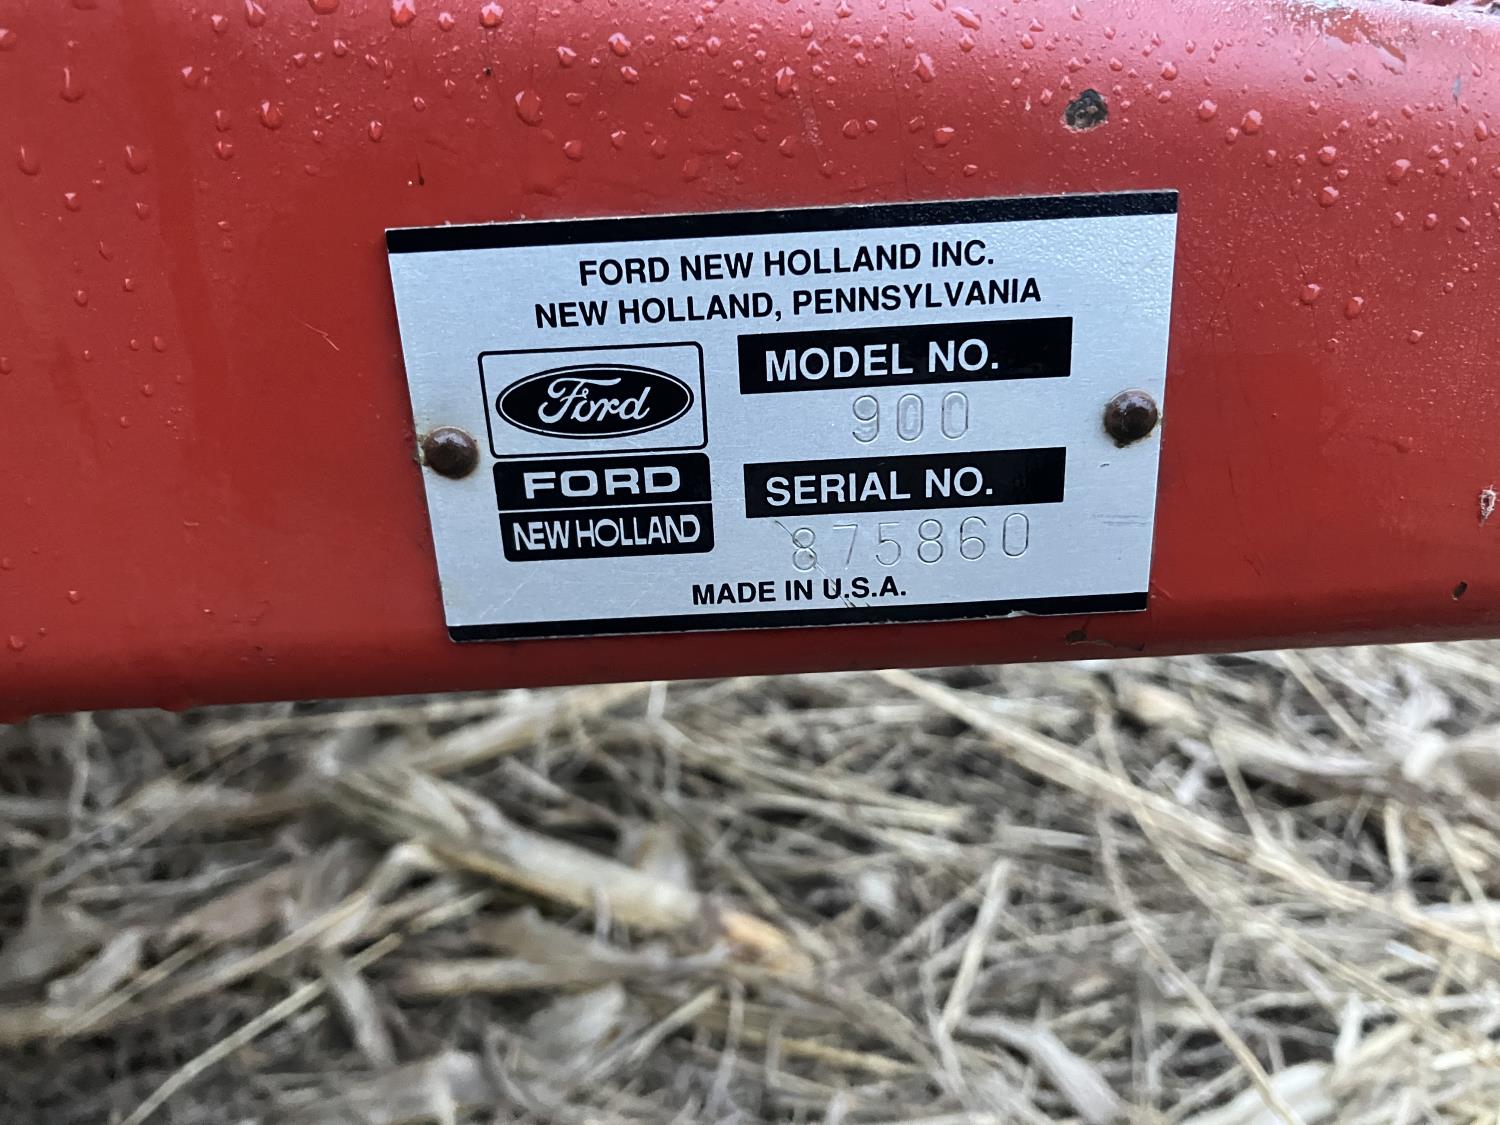 FORD NEW HOLLAND INC.
NEW HOLLAND, PENNSYLVANIA
Ford
FORD
NEW HOLLAND
MODEL NO.
900
SERIAL NO.
875860
MADE IN U.S.A.